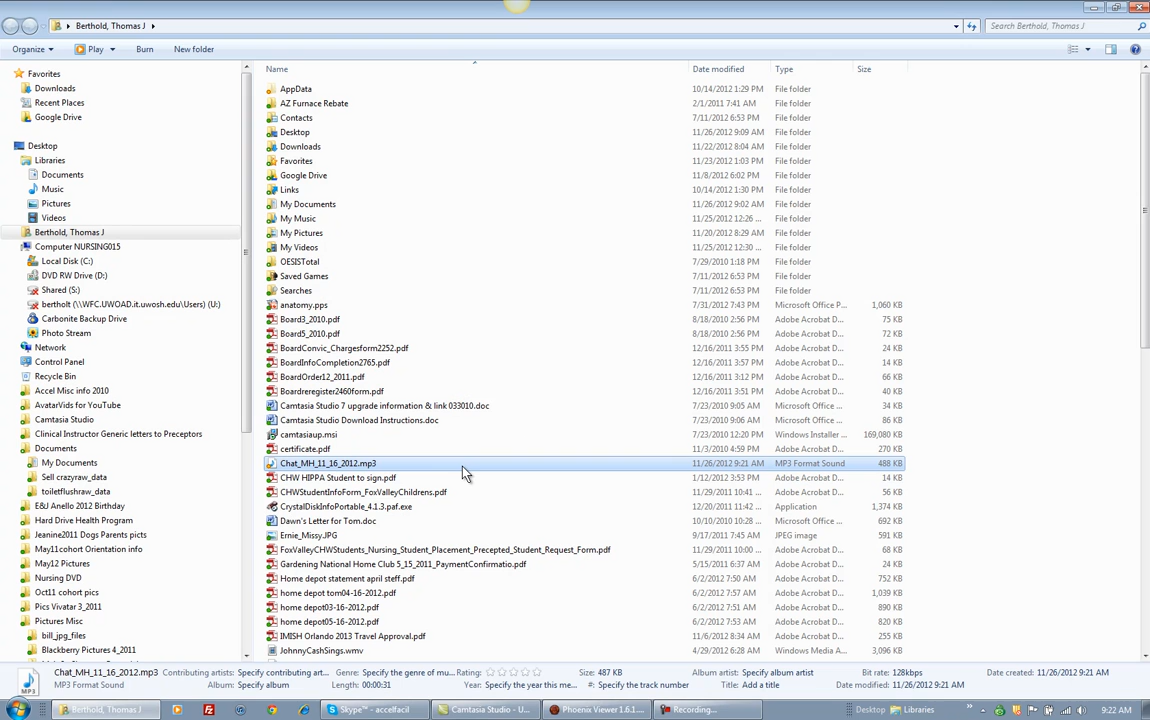 Berthold, Thomas J
Search Berthold, Thomas J
Organize Play Burn New folder
Favorites
Downloads
Recent Places
Google Drive
Desktop
Libraries
Documents
Music
Pictures
Videos
Berthold, Thomas J
Computer NURSING015
Local Disk (C:)
DVD RW Drive (D:)
Shared (S:)
bertholt (\\WFC.UWOAD.it.uwosh.edu\Users) (U:)
Carbonite Backup Drive
Photo Stream
Network
Control Panel
Recycle Bin
Accel Misc info 2010
AvatarVids for YouTube
Camtasia Studio
Clinical Instructor Generic letters to Preceptors
Documents
My Documents
Sell crazyraw_data
toiletflushraw_data
E&J Anello 2012 Birthday
Hard Drive Health Program
Jeanine2011 Dogs Parents picts
May11cohort Orientation info
May12 Pictures
Nursing DVD
Oct11 cohort pics
Pics Vivatar 3_2011
Pictures Misc
bill_jpg_files
Blackberry Pictures 4_2011
Name Date modified Type Size
AppData 10/14/2012 1:29 PM File folder
AZ Furnace Rebate 2/1/2011 7:41 AM File folder
Contacts 7/11/2012 6:53 PM File folder
Desktop 11/26/2012 9:09 AM File folder
Downloads 11/22/2012 8:04 AM File folder
Favorites 11/23/2012 1:03 PM File folder
Google Drive 11/8/2012 6:02 PM File folder
Links 10/14/2012 1:30 PM File folder
My Documents 11/26/2012 9:02 AM File folder
My Music 11/25/2012 12:26 ... File folder
My Pictures 11/20/2012 8:29 AM File folder
My Videos 11/25/2012 12:30 ... File folder
OESISTotal 7/29/2010 1:18 PM File folder
Saved Games 7/11/2012 6:53 PM File folder
Searches 7/11/2012 6:53 PM File folder
anatomy.pps 7/31/2012 7:43 PM Microsoft Office P... 1,060 KB
Board3_2010.pdf 8/18/2010 2:56 PM Adobe Acrobat D... 75 KB
Board5_2010.pdf 8/18/2010 2:56 PM Adobe Acrobat D... 72 KB
BoardConvic_Chargesform2252.pdf 12/16/2011 3:55 PM Adobe Acrobat D... 24 KB
BoardInfoCompletion2765.pdf 12/16/2011 3:57 PM Adobe Acrobat D... 14 KB
BoardOrder12_2011.pdf 12/16/2011 3:12 PM Adobe Acrobat D... 66 KB
Boardreregister2460form.pdf 12/16/2011 3:51 PM Adobe Acrobat D... 40 KB
Camtasia Studio 7 upgrade information & link 033010.doc 7/23/2010 9:05 AM Microsoft Office ... 34 KB
Camtasia Studio Download Instructions.doc 7/23/2010 9:06 AM Microsoft Office ... 86 KB
camtasiaup.msi 7/23/2010 12:20 PM Windows Installer ... 169,080 KB
certificate.pdf 11/3/2010 4:59 PM Adobe Acrobat D... 270 KB
Chat_MH_11_16_2012.mp3 11/26/2012 9:21 AM MP3 Format Sound 488 KB
CHW HIPPA Student to sign.pdf 1/12/2012 3:53 PM Adobe Acrobat D... 14 KB
CHWStudentInfoForm_FoxValleyChildrens.pdf 11/29/2011 10:41 ... Adobe Acrobat D... 56 KB
CrystalDiskInfoPortable_4.1.3.paf.exe 12/20/2011 11:42 ... Application 1,374 KB
Dawn's Letter for Tom.doc 10/10/2010 10:28 ... Microsoft Office ... 692 KB
Ernie_Missy.JPG 9/17/2011 7:45 AM JPEG image 591 KB
FoxValleyCHWStudents_Nursing_Student_Placement_Precepted_Student_Request_Form.pdf 11/29/2011 10:00 ... Adobe Acrobat D... 68 KB
Gardening National Home Club 5_15_2011_PaymentConfirmatio.pdf 5/15/2011 6:37 AM Adobe Acrobat D... 24 KB
Home depot statement april steff.pdf 6/2/2012 7:50 AM Adobe Acrobat D... 752 KB
home depot tom04-16-2012.pdf 6/2/2012 7:57 AM Adobe Acrobat D... 1,039 KB
home depot03-16-2012.pdf 6/2/2012 7:51 AM Adobe Acrobat D... 890 KB
home depot05-16-2012.pdf 6/2/2012 7:53 AM Adobe Acrobat D... 822 KB
IMISH Orlando 2013 Travel Approval.pdf 11/6/2012 8:34 AM Adobe Acrobat D... 255 KB
JohnnyCashSings.wmv 4/29/2012 6:28 AM Windows Media A... 3,096 KB
Chat_MH_11_16_2012.mp3 Contributing artists: Specify contributing... Genre: Specify the genre of mu... Rating: Size: 487 KB Album artist: Specify album artist Bit rate: 128kbps Date created: 11/26/2012 9:21 AM
MP3 Format Sound Album: Specify album Length: 00:00:31 Year: Specify the year this me... #: Specify the track number Title: Add a title Date modified: 11/26/2012 9:21 AM
MP3
Berthold, Thomas J Skype™ - accelfacil Camtasia Studio - U... Phoenix Viewer 1.6.1.... Recording... Desktop Libraries 9:22 AM